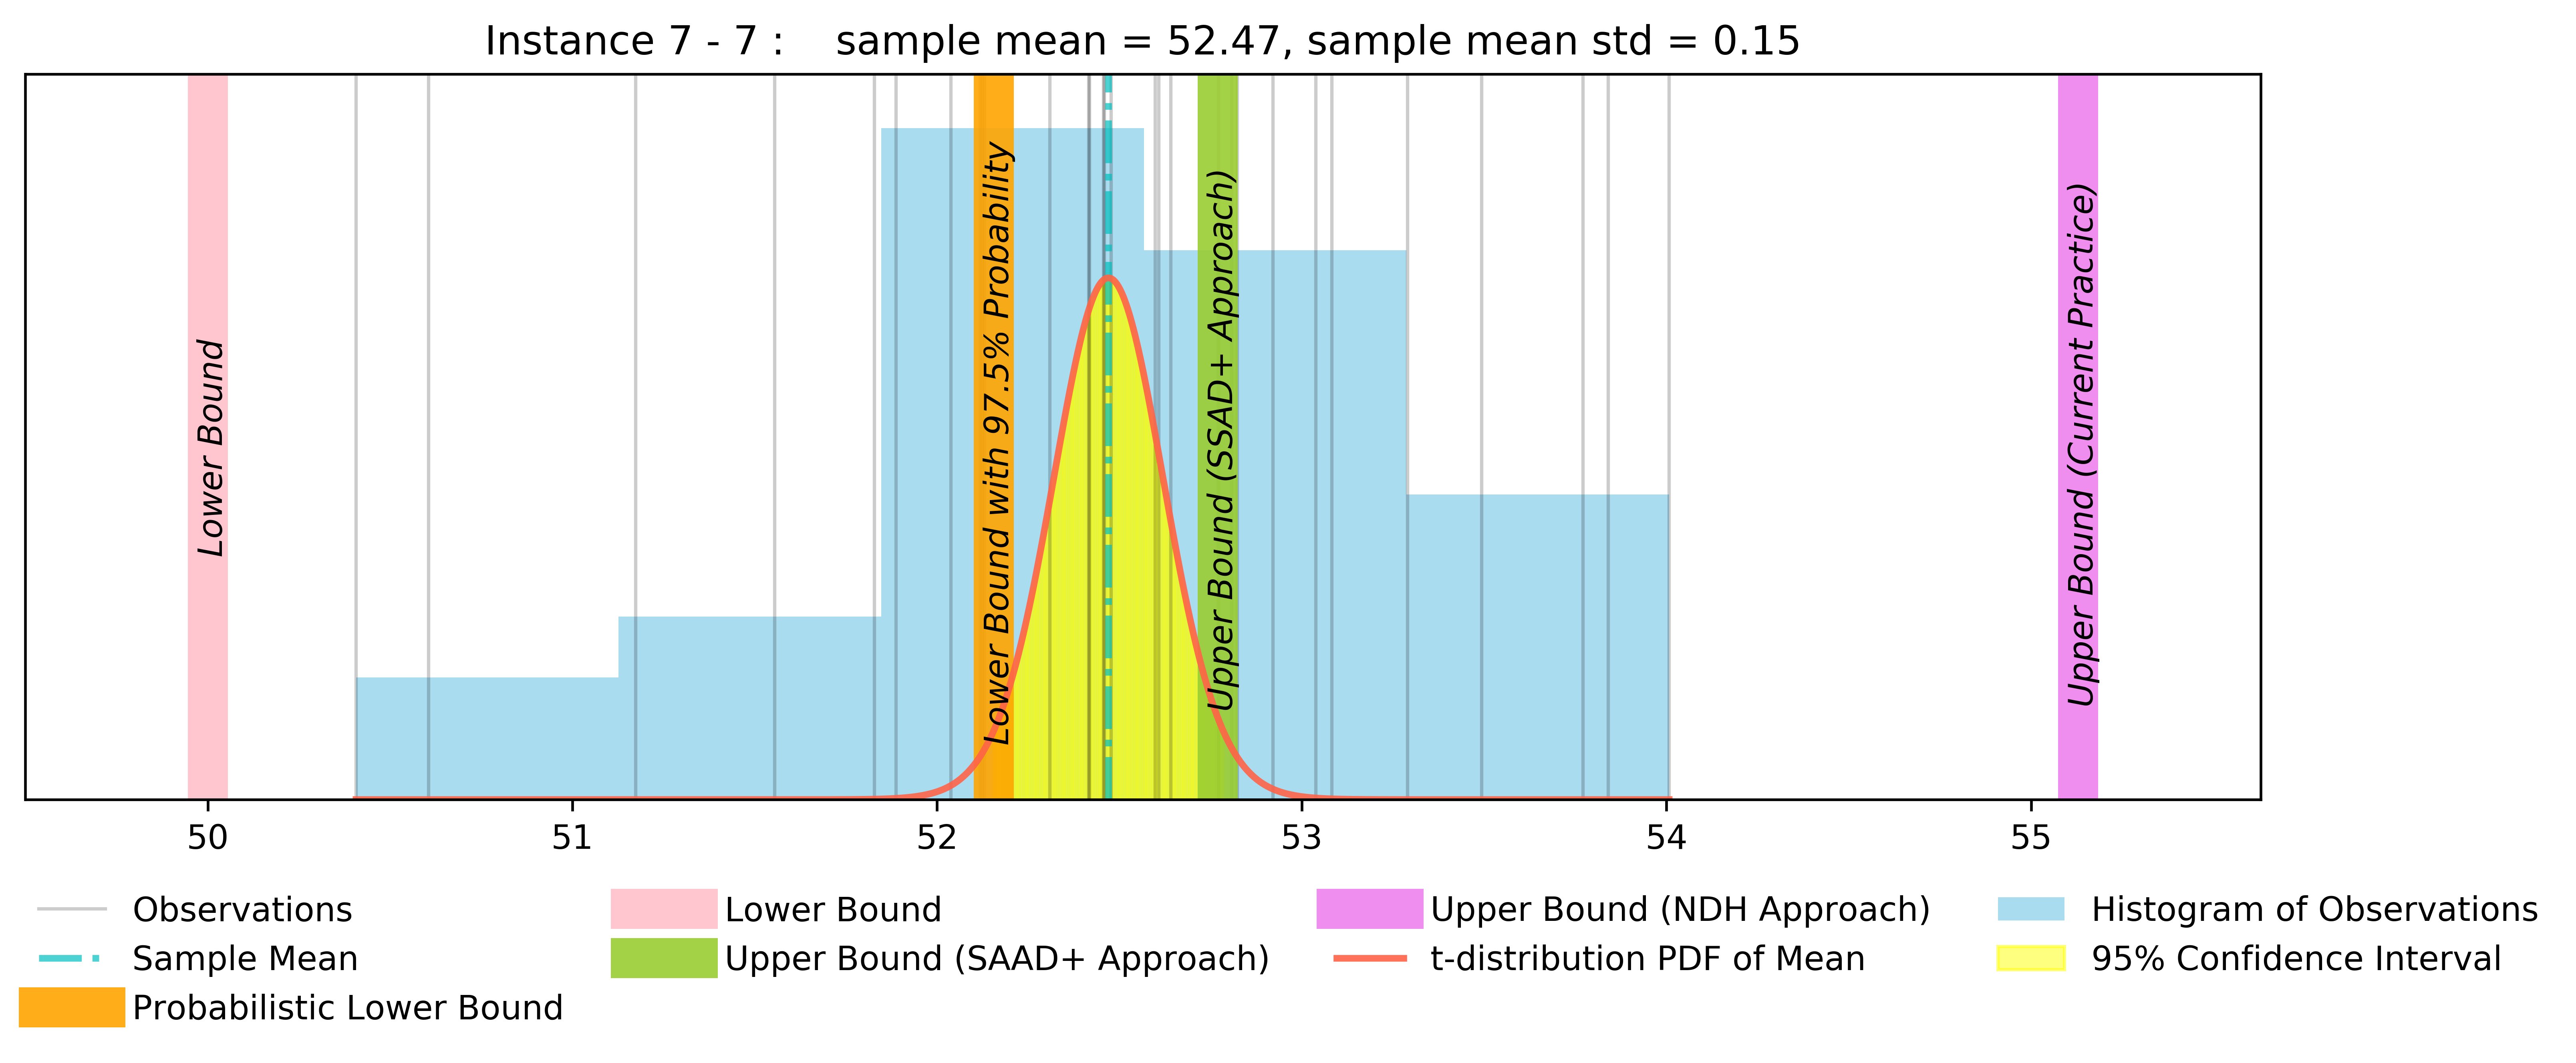 Instance 7 - 7 :    sample mean = 52.47, sample mean std = 0.15
Lower Bound
Lower Bound with 97.5% Probability
Upper Bound (SSAD+ Approach)
Upper Bound (Current Practice)
50 51 52 53 54 55
Observations
Sample Mean
Probabilistic Lower Bound
Lower Bound
Upper Bound (SAAD+ Approach)
Upper Bound (NDH Approach)
t-distribution PDF of Mean
Histogram of Observations
95% Confidence Interval